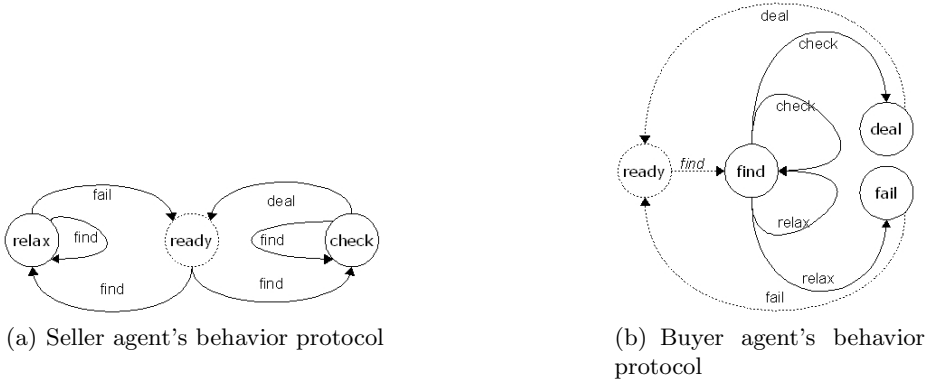 fail
deal
relax
find
ready
find
check
find
find
(a) Seller agent's behavior protocol
deal
check
check
deal
ready
find
find
fail
relax
relax
fail
(b) Buyer agent's behavior
protocol